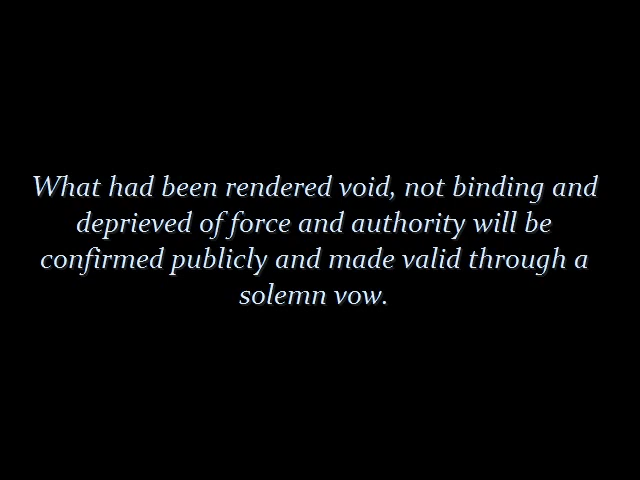 What had been rendered void, not binding and
deprieved of force and authority will be
confirmed publicly and made valid through a
solemn vow.